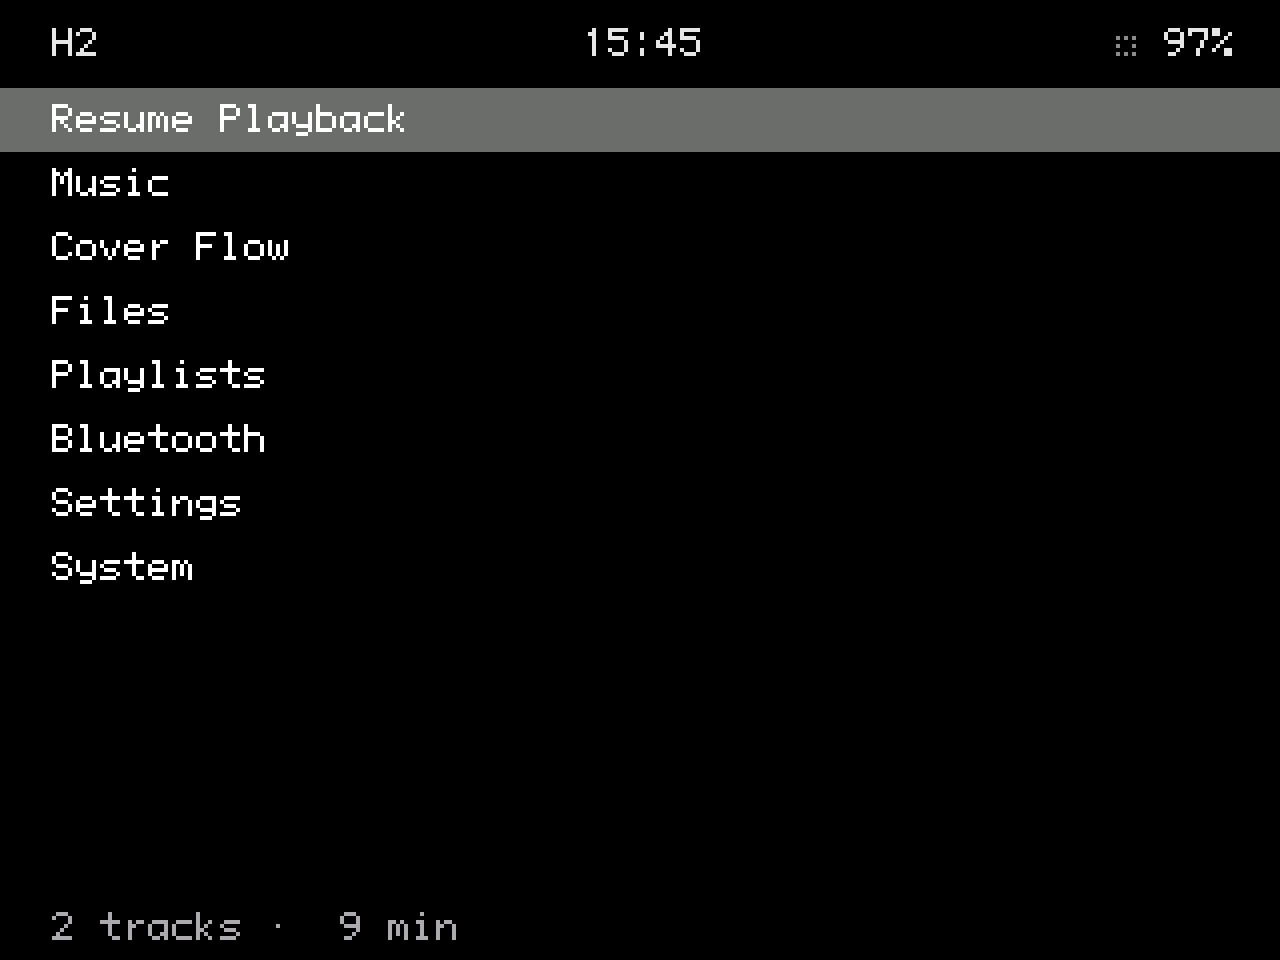 H2 15:45 97%
Resume Playback
Music
Cover Flow
Files
Playlists
Bluetooth
Settings
System
2 tracks · 9 min